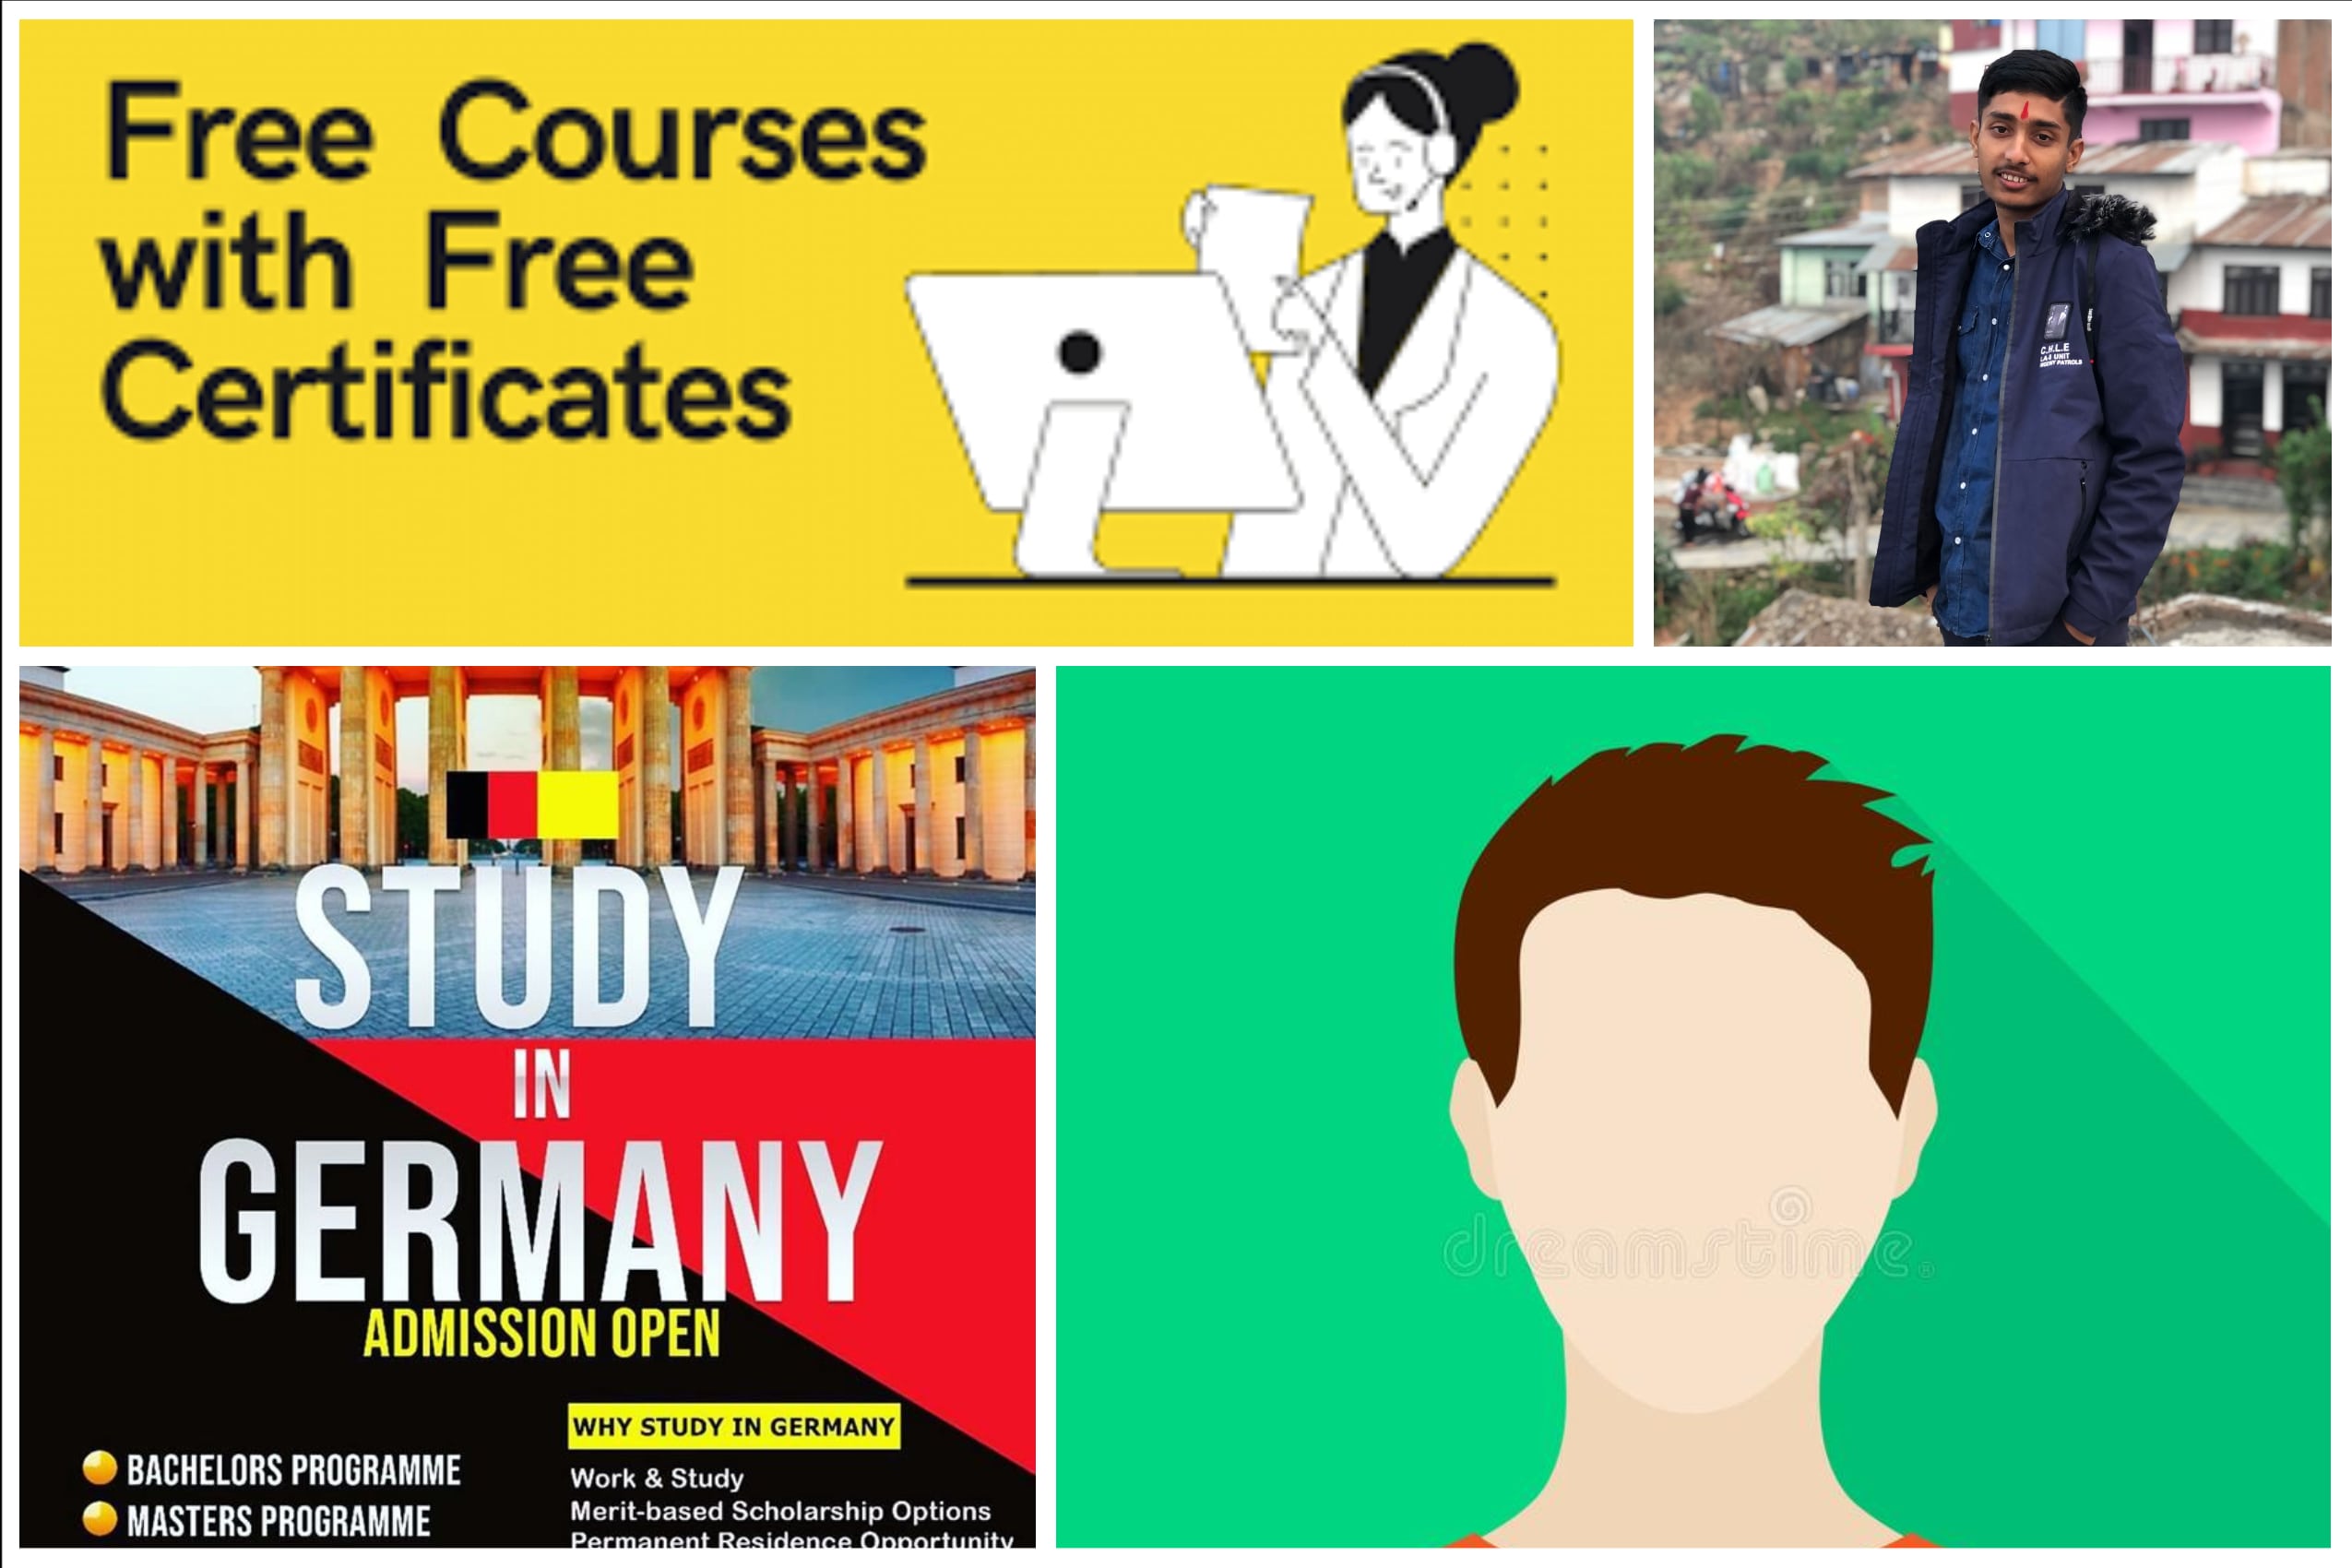 Free Courses
with Free
Certificates
C.H.L.E
STUDY
IN
GERMANY
ADMISSION OPEN
WHY STUDY IN GERMANY
BACHELORS PROGRAMME
MASTERS PROGRAMME
Work & Study
Merit-based Scholarship Options
Permanent Residence Opportunity
dreamstime